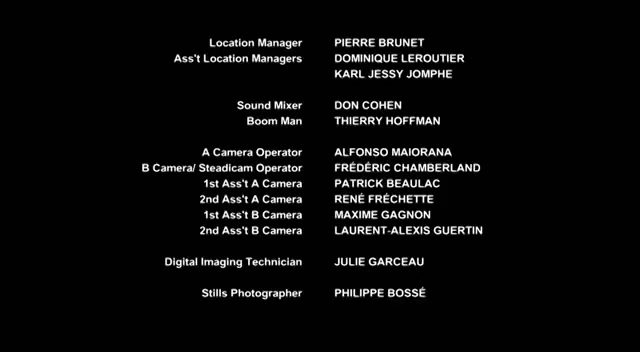 Location Manager PIERRE BRUNET
Ass't Location Managers DOMINIQUE LEROUTIER
KARL JESSY JOMPHE
Sound Mixer DON COHEN
Boom Man THIERRY HOFFMAN
A Camera Operator ALFONSO MAIORANA
B Camera/ Steadicam Operator FRÉDÉRIC CHAMBERLAND
1st Ass't A Camera PATRICK BEAULAC
2nd Ass't A Camera RENÉ FRÉCHETTE
1st Ass't B Camera MAXIME GAGNON
2nd Ass't B Camera LAURENT-ALEXIS GUERTIN
Digital Imaging Technician JULIE GARCEAU
Stills Photographer PHILIPPE BOSSÉ